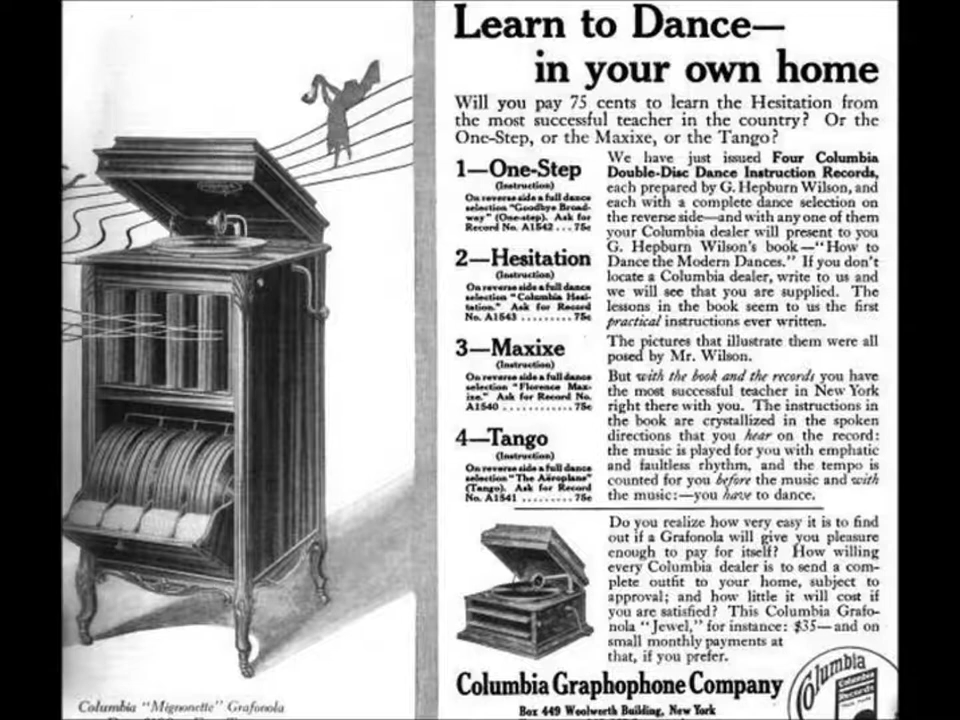 Learn to Dance—
in your own home
Will you pay 75 cents to learn the Hesitation from
the most successful teacher in the country? Or the
One-Step, or the Maxixe, or the Tango?
1—One-Step
(Instruction)
On reverse side a full dance
selection "Goodbye Broad-
way" (One-step). Ask for
Record No. A1542 . . . 75c
2—Hesitation
(Instruction)
On reverse side a full dance
selection "Columbia Hesi-
tation." Ask for Record
No. A1543 . . . . . . . . . 75c
3—Maxixe
(Instruction)
On reverse side a full dance
selection "Florence Max-
ixe." Ask for Record No.
A1540 . . . . . . . . . . . . 75c
4—Tango
(Instruction)
On reverse side a full dance
selection "The Aëroplane"
(Tango). Ask for Record
No. A1541 . . . . . . . . . 75c
We have just issued Four Columbia
Double-Disc Dance Instruction Records,
each prepared by G. Hepburn Wilson, and
each with a complete dance selection on
the reverse side—and with any one of them
your Columbia dealer will present to you
G. Hepburn Wilson's book—"How to
Dance the Modern Dances." If you don't
locate a Columbia dealer, write to us and
we will see that you are supplied. The
lessons in the book seem to us the first
practical instructions ever written.
The pictures that illustrate them were all
posed by Mr. Wilson.
But with the book and the records you have
the most successful teacher in New York
right there with you. The instructions in
the book are crystallized in the spoken
directions that you hear on the record:
the music is played for you with emphatic
and faultless rhythm, and the tempo is
counted for you before the music and with
the music:—you have to dance.
Do you realize how very easy it is to find
out if a Grafonola will give you pleasure
enough to pay for itself? How willing
every Columbia dealer is to send a com-
plete outfit to your home, subject to
approval; and how little it will cost if
you are satisfied? This Columbia Grafo-
nola "Jewel," for instance: $35—and on
small monthly payments at
that, if you prefer.
Columbia Graphophone Company
Box 449 Woolworth Building, New York
Columbia
Columbia
Records
Columbia "Mignonette" Grafonola